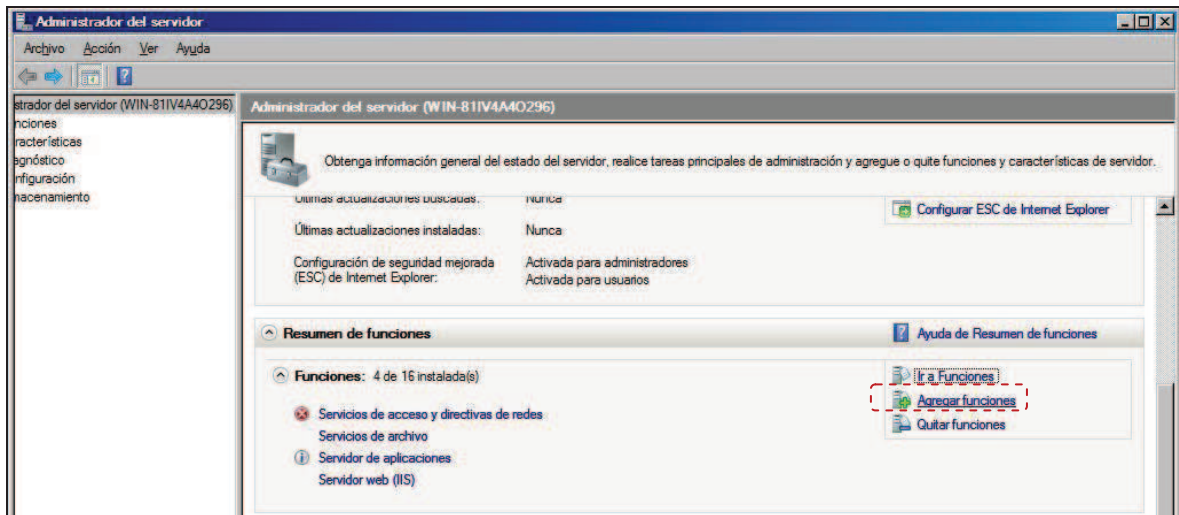 Administrador del servidor
Archivo Acción Ver Ayuda
strador del servidor (WIN-81IV4A4O296)
nciones
racterísticas
agnóstico
nfiguración
macenamiento
Administrador del servidor (WIN-81IV4A4O296)
Obtenga información general del estado del servidor, realice tareas principales de administración y agregue o quite funciones y características de servidor.
Últimas actualizaciones buscadas: Nunca
Configurar ESC de Internet Explorer
Últimas actualizaciones instaladas: Nunca
Configuración de seguridad mejorada (ESC) de Internet Explorer:
Activada para administradores
Activada para usuarios
Resumen de funciones
Ayuda de Resumen de funciones
Funciones: 4 de 16 instalada(s)
Servicios de acceso y directivas de redes
Servicios de archivo
Servidor de aplicaciones
Servidor web (IIS)
Ir a Funciones
Agregar funciones
Quitar funciones